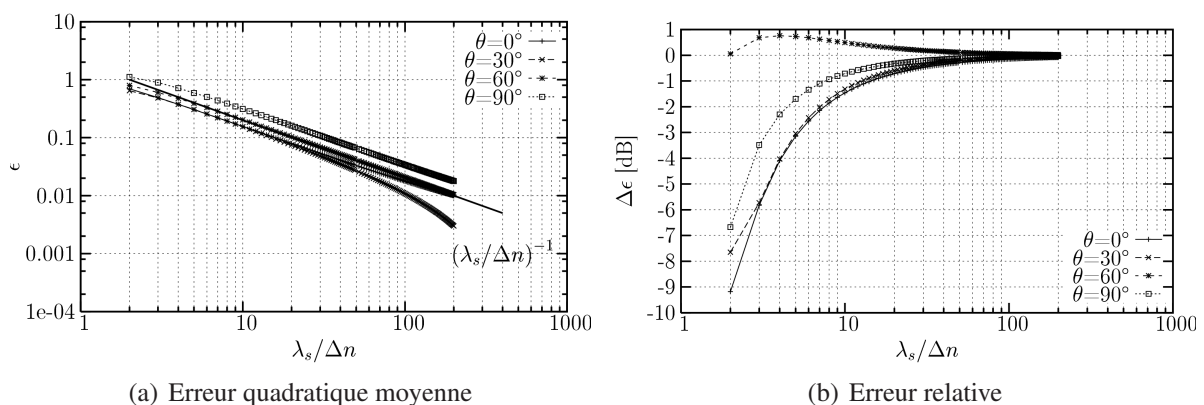 10
1
0.1
0.01
0.001
1e-04
ϵ
1
10
100
1000
λs/Δn
θ=0°
θ=30°
θ=60°
θ=90°
(λs/Δn)⁻¹
(a) Erreur quadratique moyenne
1
0
-1
-2
-3
-4
-5
-6
-7
-8
-9
-10
Δϵ [dB]
1
10
100
1000
λs/Δn
θ=0°
θ=30°
θ=60°
θ=90°
(b) Erreur relative